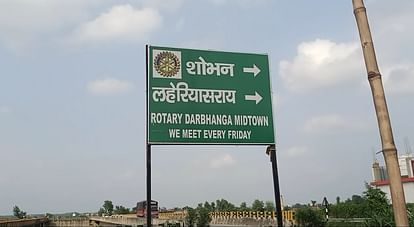 शोभन →
लहेरियासराय →
ROTARY DARBHANGA MIDTOWN
WE MEET EVERY FRIDAY